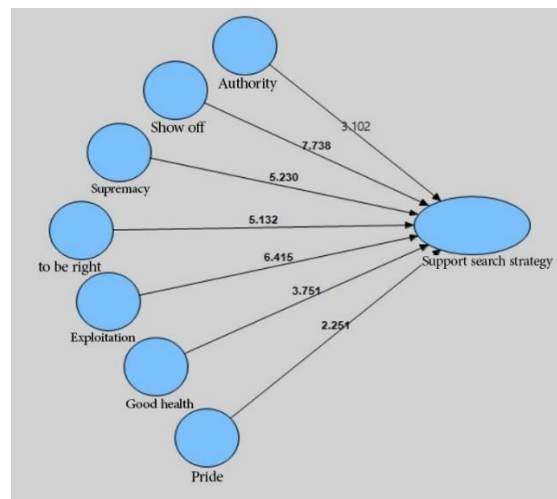 Authority
3.102
Show off
7.738
Supremacy
5.230
to be right
5.132
Support search strategy
Exploitation
6.415
Good health
3.751
Pride
2.251